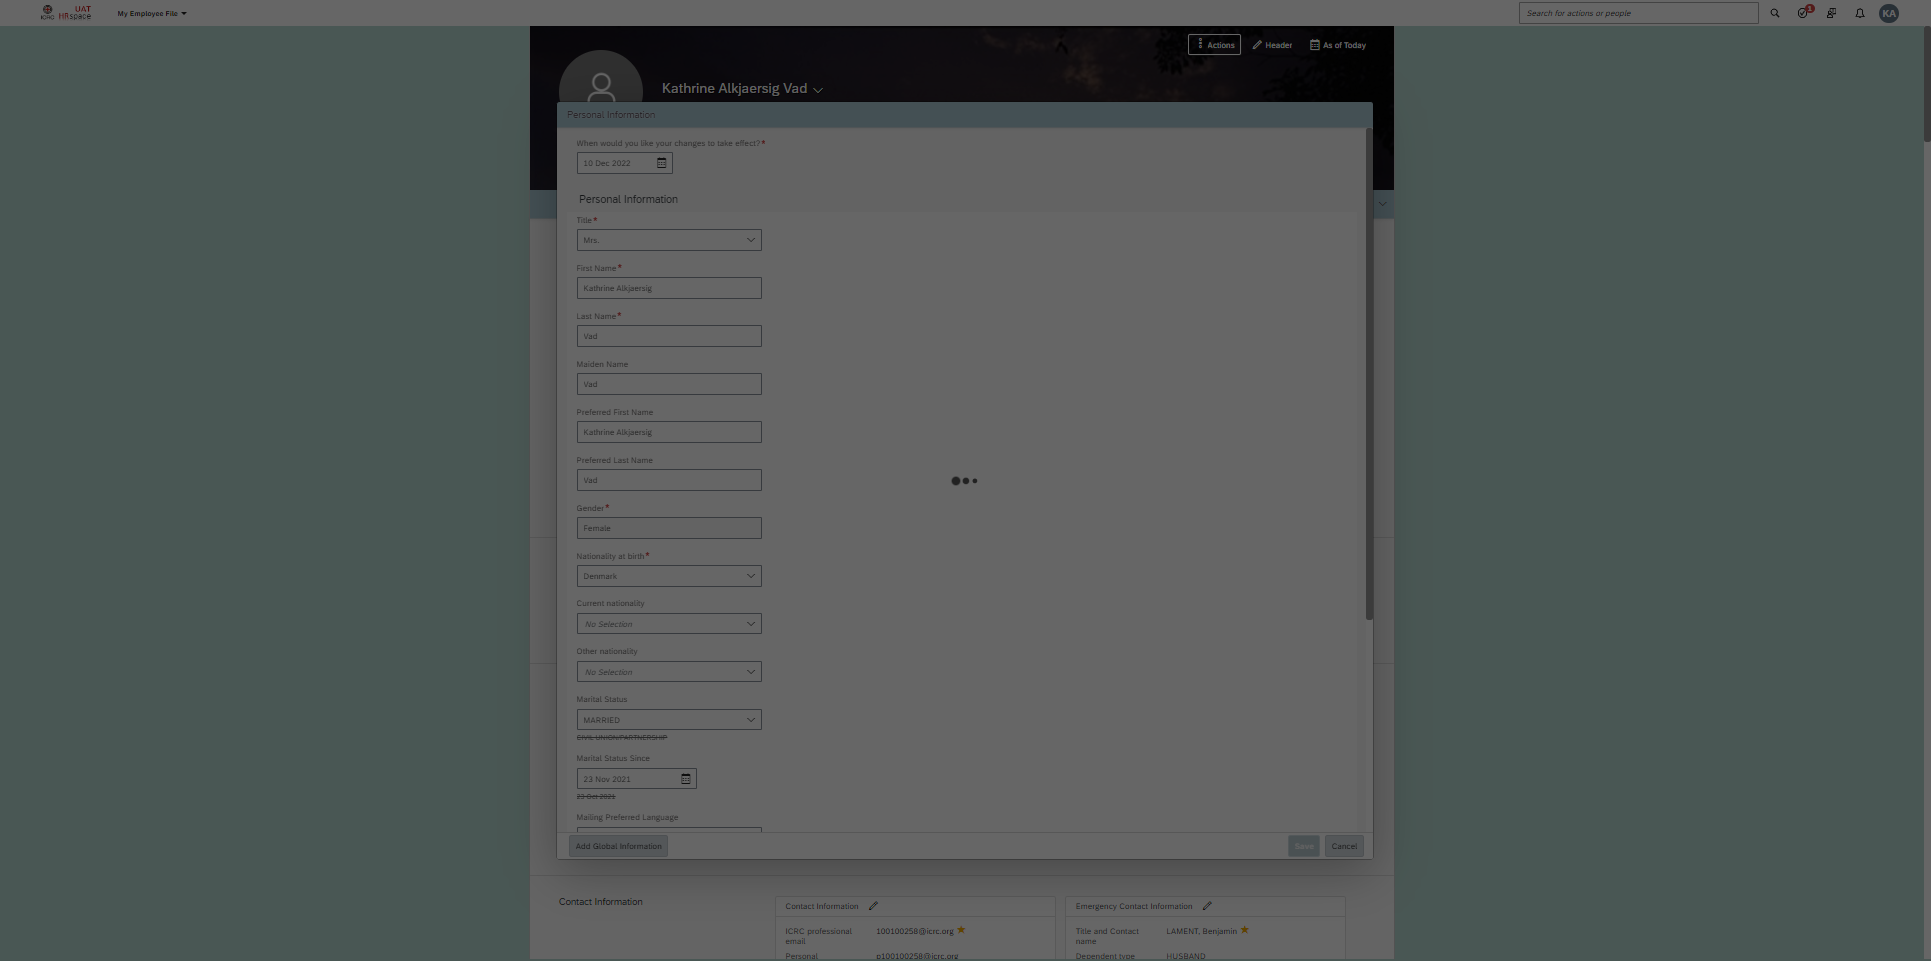 UAT
ICRC HRspace
My Employee File
Search for actions or people
1
KA
Actions
Header
As of Today
Kathrine Alkjaersig Vad
Personal Information
When would you like your changes to take effect?*
10 Dec 2022
Personal Information
Title*
Mrs.
First Name*
Kathrine Alkjaersig
Last Name*
Vad
Maiden Name
Vad
Preferred First Name
Kathrine Alkjaersig
Preferred Last Name
Vad
Gender*
Female
Nationality at birth*
Denmark
Current nationality
No Selection
Other nationality
No Selection
Marital Status
MARRIED
CIVIL UNION/PARTNERSHIP
Marital Status Since
23 Nov 2021
Mailing Preferred Language
Add Global Information
Save
Cancel
Contact Information
Contact Information
ICRC professional email
100100258@icrc.org
Personal
p100100258@icrc.org
Emergency Contact Information
Title and Contact name
LAMENT, Benjamin
Dependent type
HUSBAND